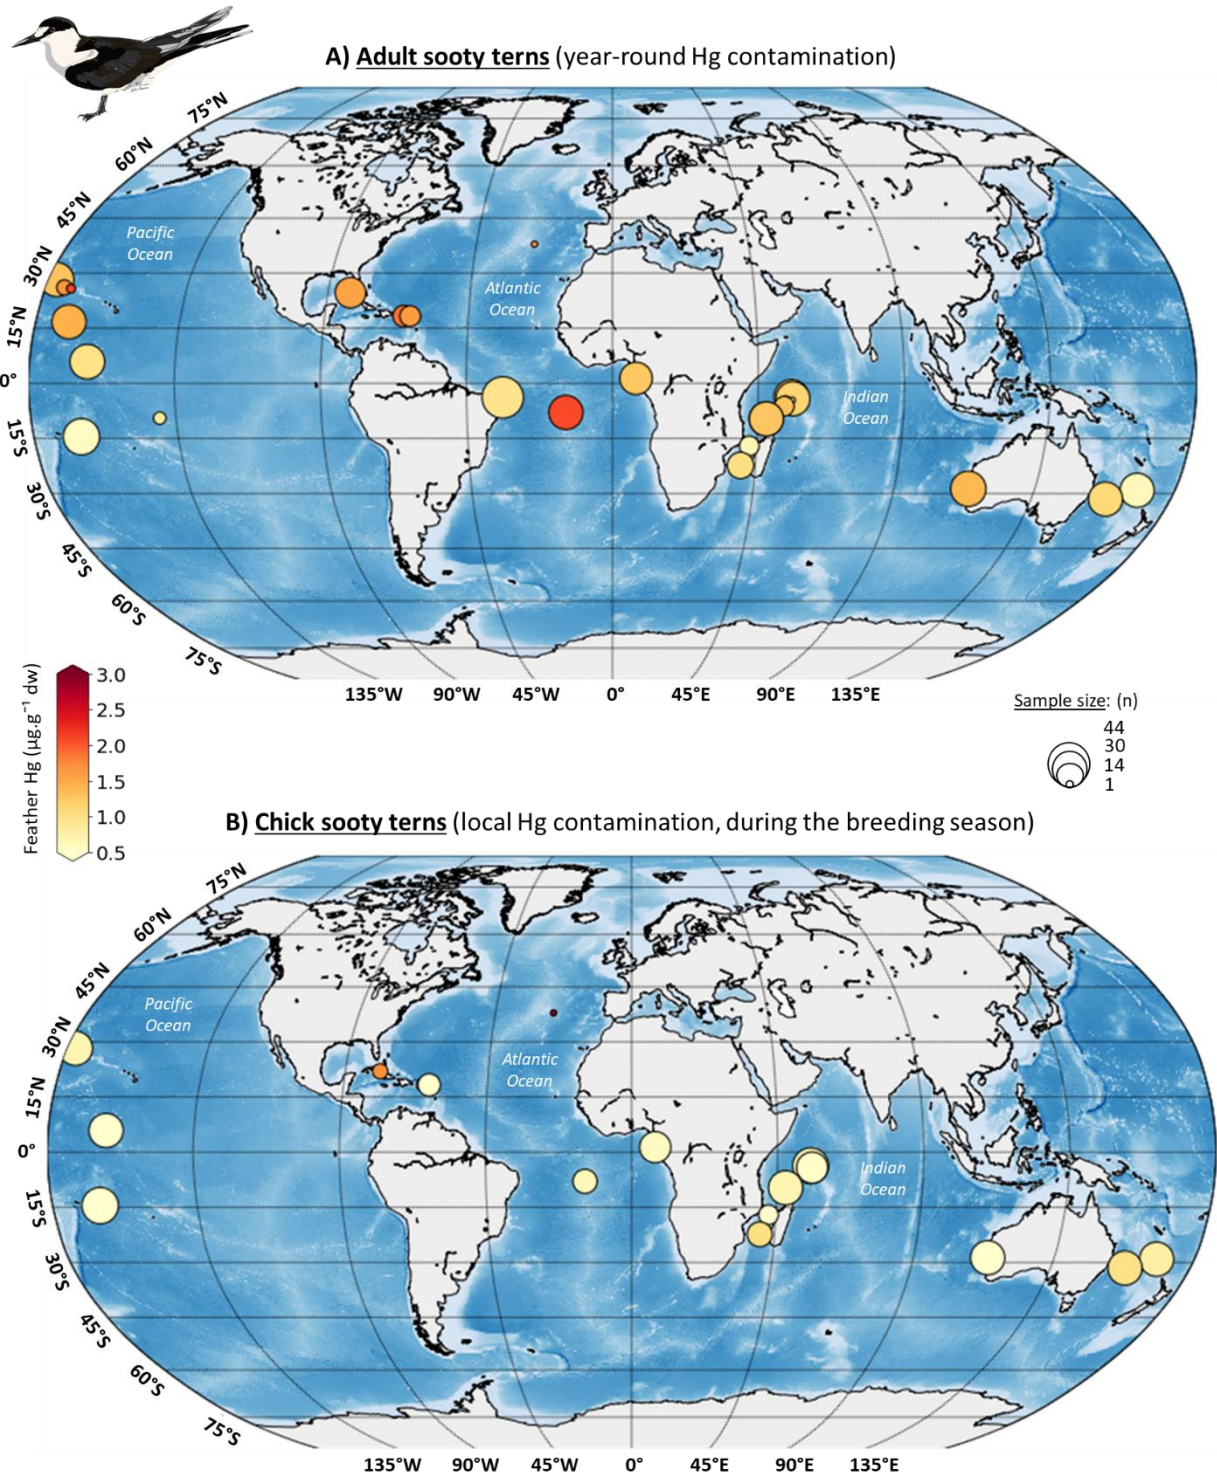 A) Adult sooty terns (year-round Hg contamination)
75°N
60°N
45°N
30°N
15°N
0°
15°S
30°S
45°S
60°S
75°S
Pacific
Ocean
Atlantic
Ocean
Indian
Ocean
135°W 90°W 45°W 0° 45°E 90°E 135°E
Feather Hg (µg.g⁻¹ dw)
3.0
2.5
2.0
1.5
1.0
0.5
Sample size: (n)
44
30
14
1
B) Chick sooty terns (local Hg contamination, during the breeding season)
75°N
60°N
45°N
30°N
15°N
0°
15°S
30°S
45°S
60°S
75°S
Pacific
Ocean
Atlantic
Ocean
Indian
Ocean
135°W 90°W 45°W 0° 45°E 90°E 135°E